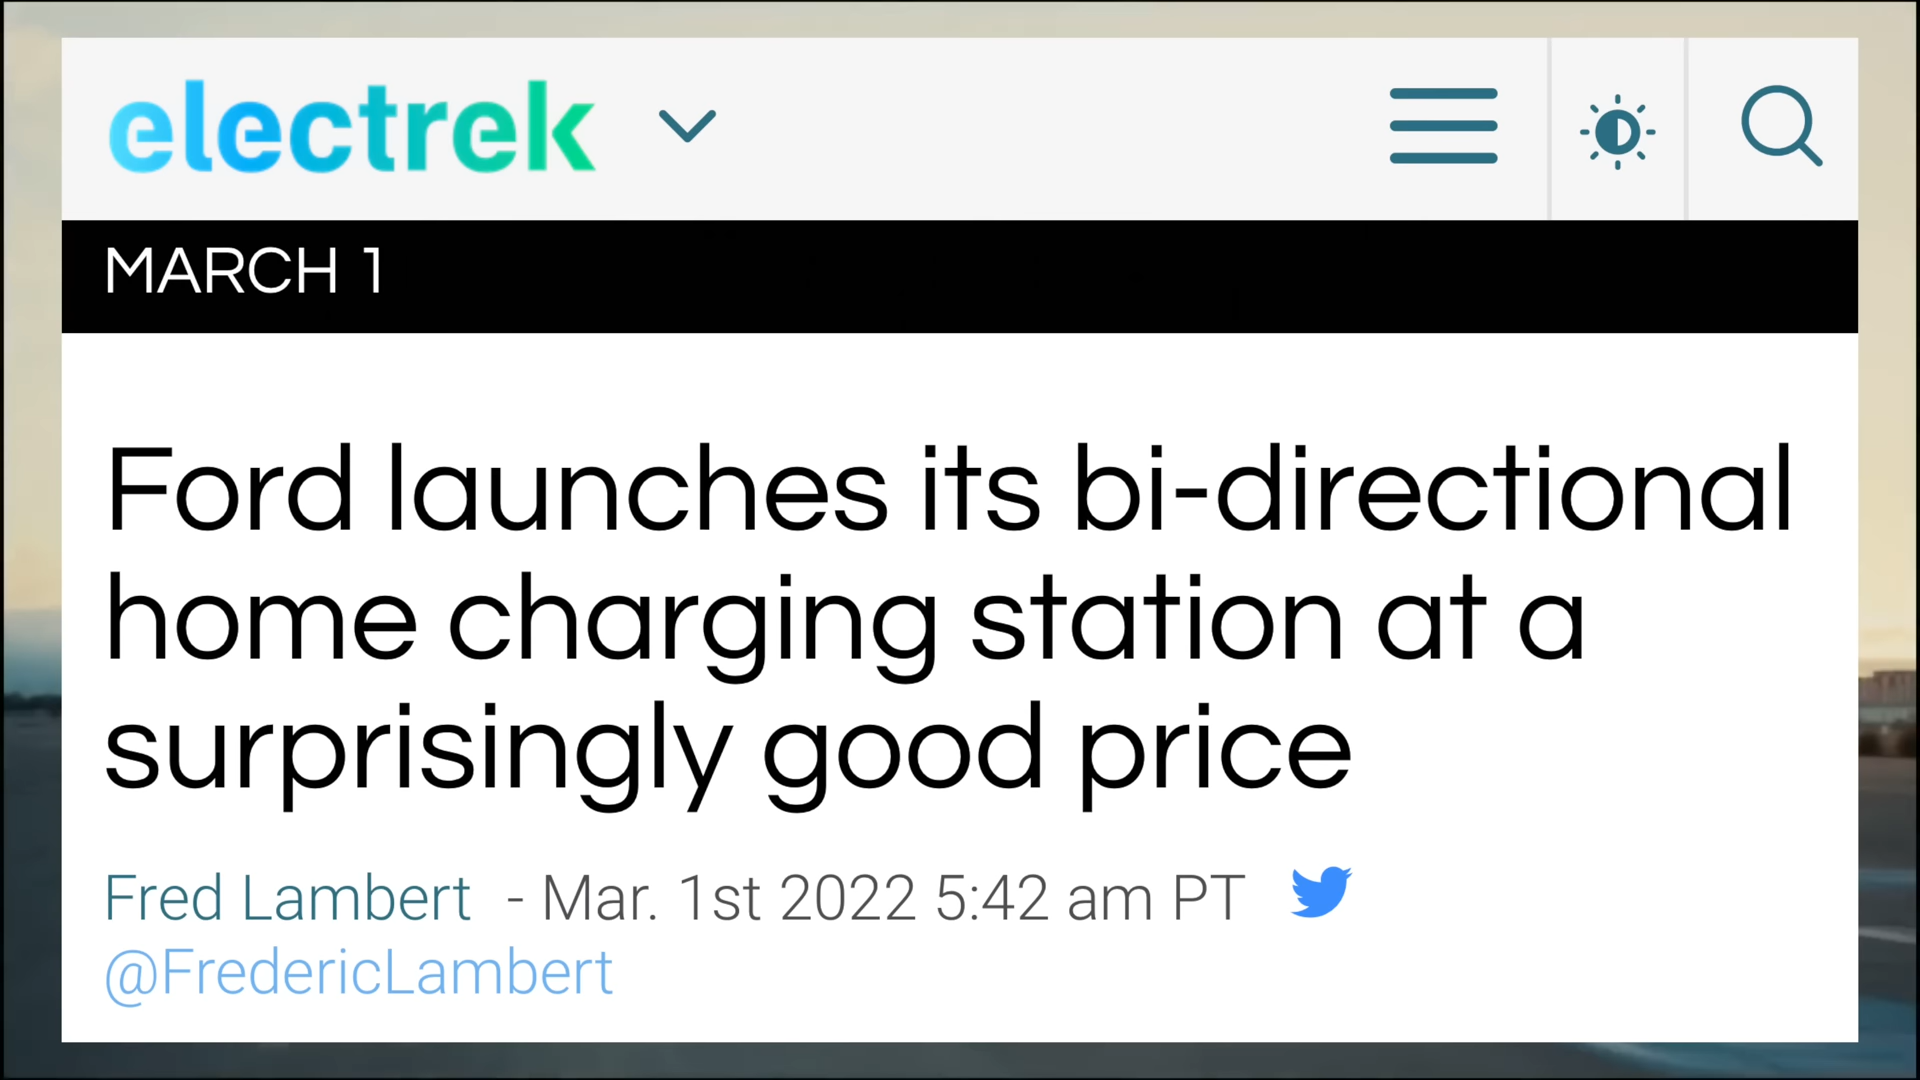 electrek
MARCH 1
Ford launches its bi-directional
home charging station at a
surprisingly good price
Fred Lambert - Mar. 1st 2022 5:42 am PT
@FredericLambert